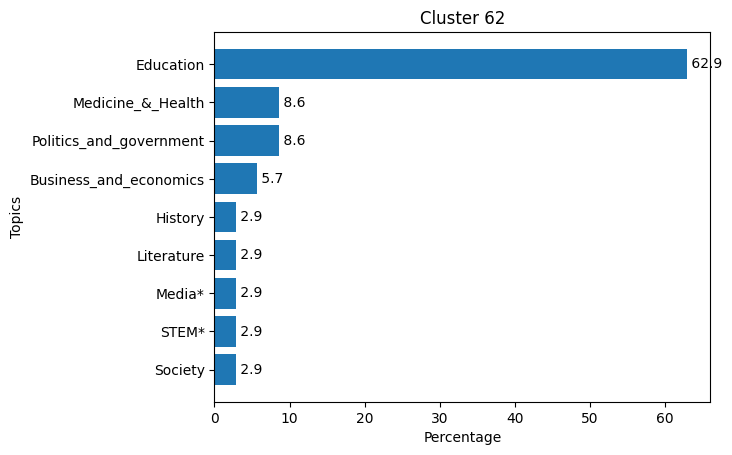 Cluster 62
Education
62.9
Medicine_&_Health
8.6
Politics_and_government
8.6
Business_and_economics
5.7
History
2.9
Literature
2.9
Media*
2.9
STEM*
2.9
Society
2.9
Topics
0 10 20 30 40 50 60
Percentage